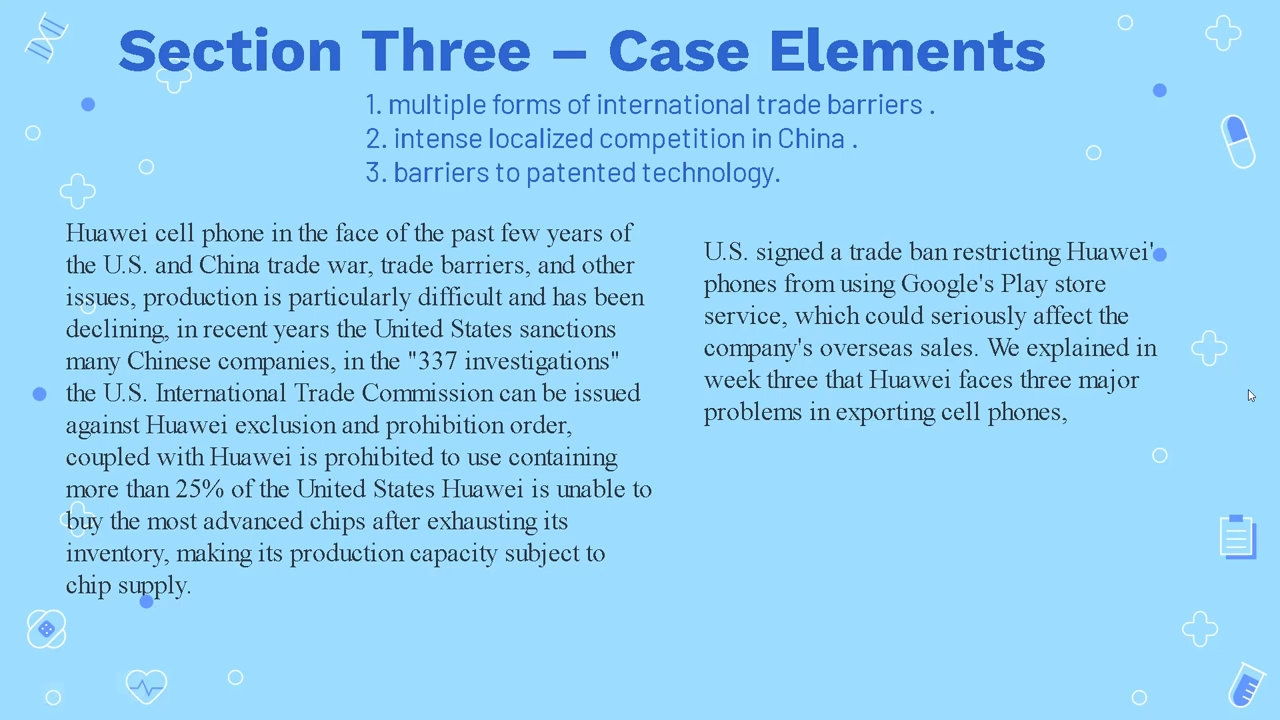 Section Three – Case Elements
1. multiple forms of international trade barriers .
2. intense localized competition in China .
3. barriers to patented technology.
Huawei cell phone in the face of the past few years of
the U.S. and China trade war, trade barriers, and other
issues, production is particularly difficult and has been
declining, in recent years the United States sanctions
many Chinese companies, in the "337 investigations"
the U.S. International Trade Commission can be issued
against Huawei exclusion and prohibition order,
coupled with Huawei is prohibited to use containing
more than 25% of the United States Huawei is unable to
buy the most advanced chips after exhausting its
inventory, making its production capacity subject to
chip supply.
U.S. signed a trade ban restricting Huawei'
phones from using Google's Play store
service, which could seriously affect the
company's overseas sales. We explained in
week three that Huawei faces three major
problems in exporting cell phones,